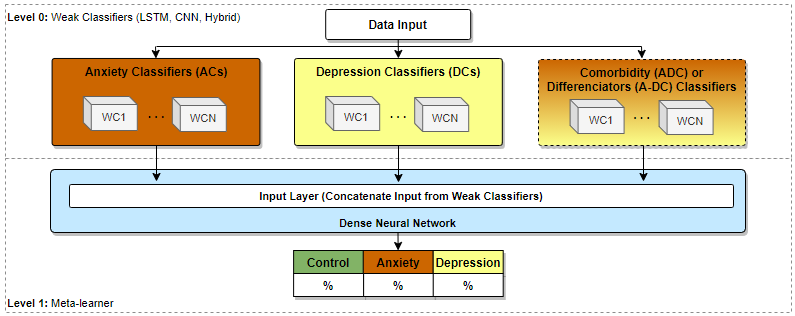 Level 0: Weak Classifiers (LSTM, CNN, Hybrid)
Data Input
Anxiety Classifiers (ACs)
WC1 ... WCN
Depression Classifiers (DCs)
WC1 ... WCN
Comorbidity (ADC) or
Differenciators (A-DC) Classifiers
WC1 ... WCN
Input Layer (Concatenate Input from Weak Classifiers)
Dense Neural Network
Control Anxiety Depression
% % %
Level 1: Meta-learner